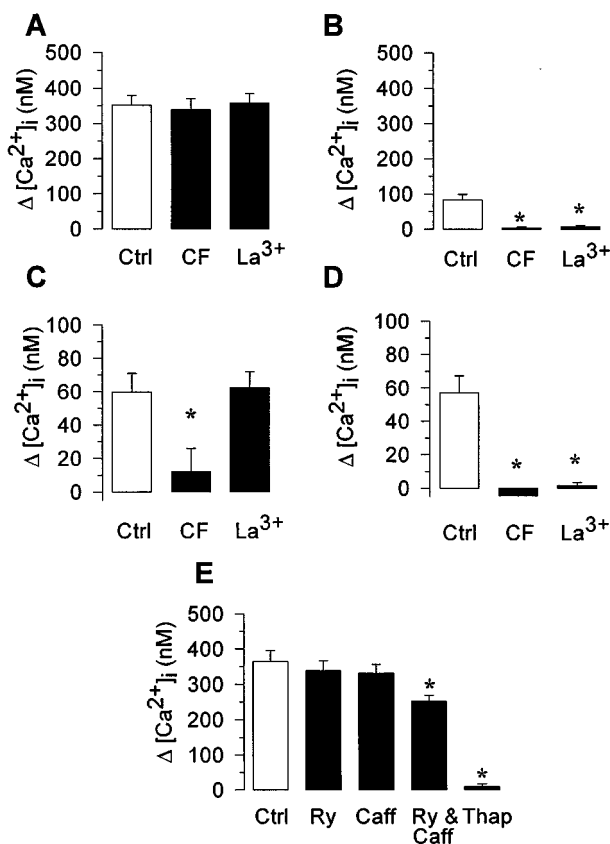 A
B
500
400
300
200
100
0
Δ [Ca2+]i (nM)
Ctrl CF La3+
500
400
300
200
100
0
Δ [Ca2+]i (nM)
* *
Ctrl CF La3+
C
D
100
80
60
40
20
0
Δ [Ca2+]i (nM)
*
Ctrl CF La3+
100
80
60
40
20
0
Δ [Ca2+]i (nM)
* *
Ctrl CF La3+
E
500
400
300
200
100
0
Δ [Ca2+]i (nM)
* *
Ctrl Ry Caff Ry & Thap
Caff